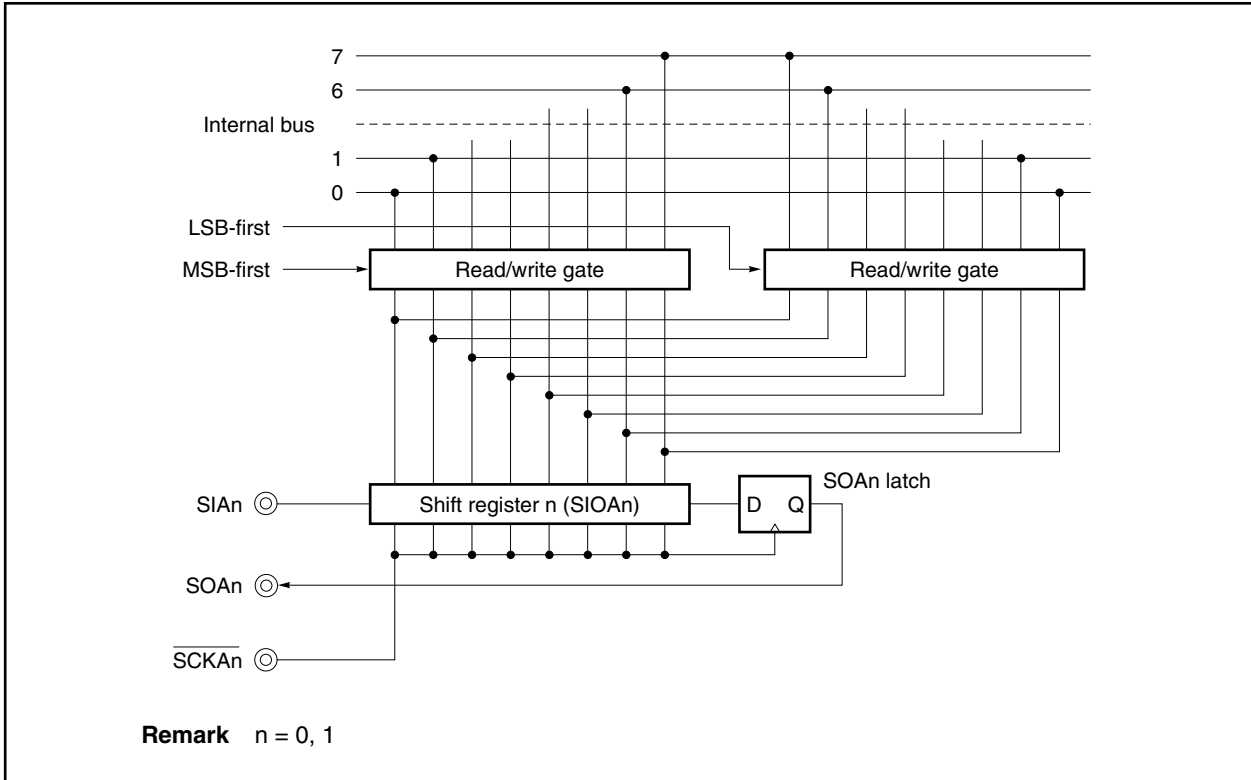 7
6
Internal bus
1
0
LSB-first
MSB-first
Read/write gate
Read/write gate
SIAn
Shift register n (SIOAn)
D Q
SOAn latch
SOAn
SCKAn
Remark n = 0, 1